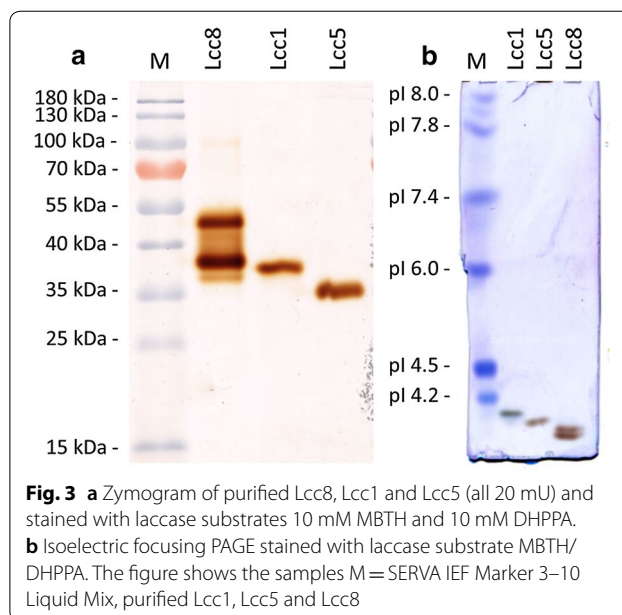 a
M
Lcc8
Lcc1
Lcc5
180 kDa -
130 kDa -
100 kDa -
70 kDa -
55 kDa -
40 kDa -
35 kDa -
25 kDa -
15 kDa -
b
M
Lcc1
Lcc5
Lcc8
pI 8.0 -
pI 7.8 -
pI 7.4 -
pI 6.0 -
pI 4.5 -
pI 4.2 -
Fig. 3 a Zymogram of purified Lcc8, Lcc1 and Lcc5 (all 20 mU) and
stained with laccase substrates 10 mM MBTH and 10 mM DHPPA.
b Isoelectric focusing PAGE stained with laccase substrate MBTH/
DHPPA. The figure shows the samples M = SERVA IEF Marker 3–10
Liquid Mix, purified Lcc1, Lcc5 and Lcc8